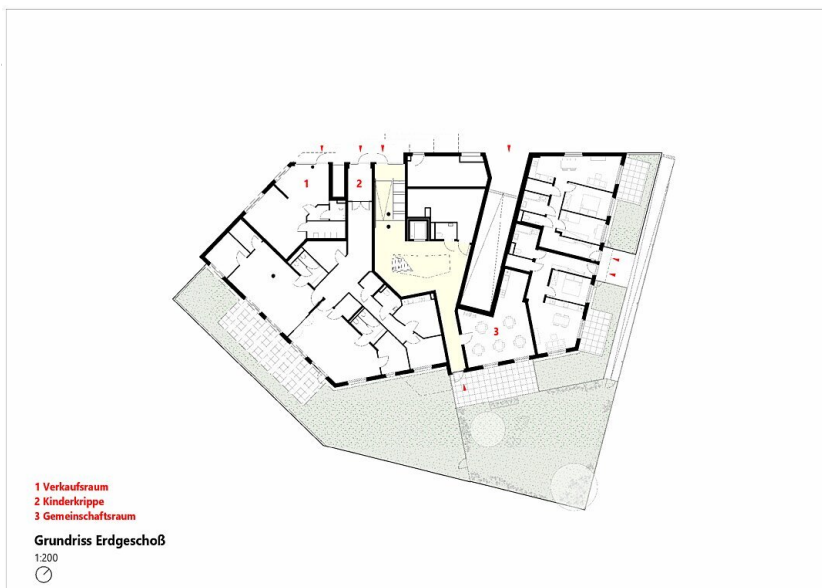 1
2
3
1 Verkaufsraum
2 Kinderkrippe
3 Gemeinschaftsraum
Grundriss Erdgeschoß
1:200